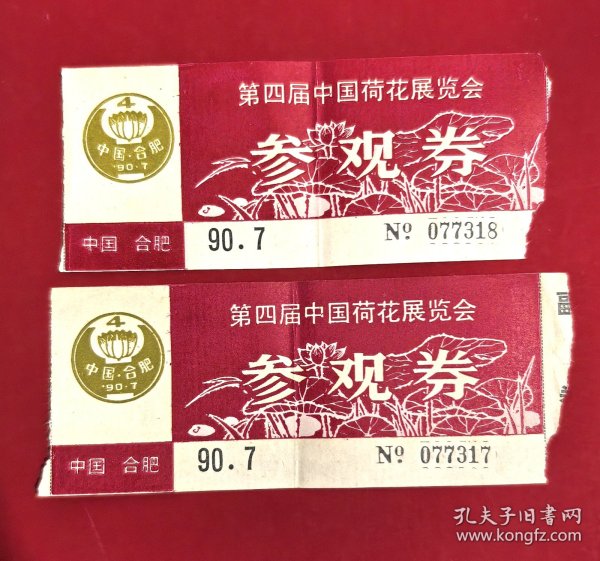 第四届中国荷花展览会
4
中国·合肥
'90·7
参观券
中国 合肥
90.7
Nº 077318
第四届中国荷花展览会
4
中国·合肥
'90·7
参观券
中国 合肥
90.7
Nº 077317
孔夫子旧书网
www.kongfz.com